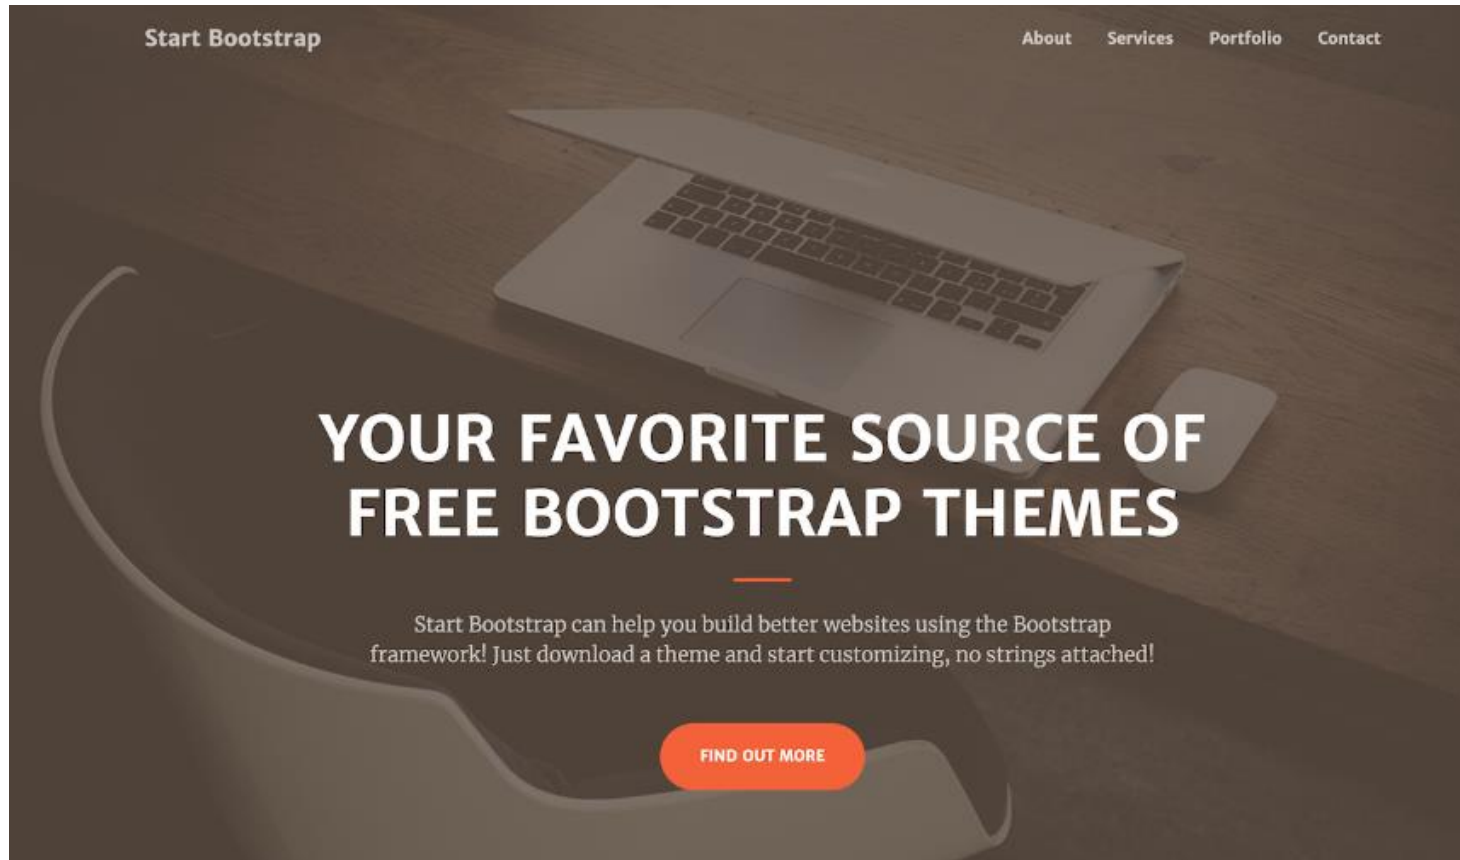 Start Bootstrap
About Services Portfolio Contact
YOUR FAVORITE SOURCE OF
FREE BOOTSTRAP THEMES
Start Bootstrap can help you build better websites using the Bootstrap
framework! Just download a theme and start customizing, no strings attached!
FIND OUT MORE